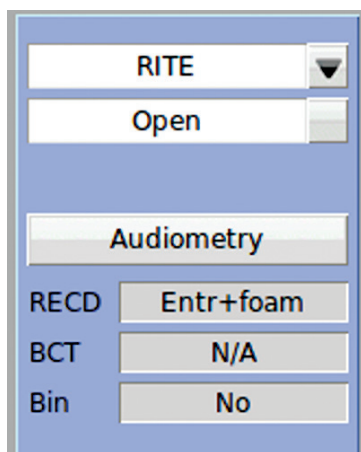 RITE
Open
Audiometry
RECD Entr+foam
BCT N/A
Bin No